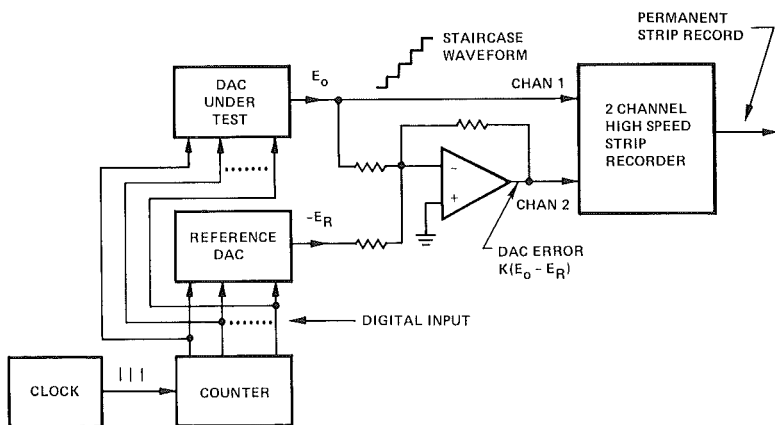 PERMANENT
STRIP RECORD
STAIRCASE
WAVEFORM
DAC
UNDER
TEST
Eo
CHAN 1
2 CHANNEL
HIGH SPEED
STRIP
RECORDER
−
+
CHAN 2
-ER
REFERENCE
DAC
DAC ERROR
K(Eo - ER)
DIGITAL INPUT
CLOCK
COUNTER